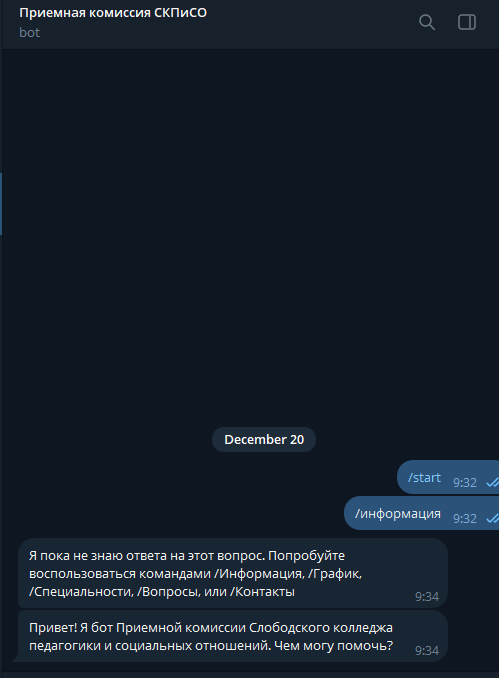 Приемная комиссия СКПиСО
bot
December 20
/start 9:32
/информация 9:32
Я пока не знаю ответа на этот вопрос. Попробуйте
воспользоваться командами /Информация, /График,
/Специальности, /Вопросы, или /Контакты
9:34
Привет! Я бот Приемной комиссии Слободского колледжа
педагогики и социальных отношений. Чем могу помочь?
9:34